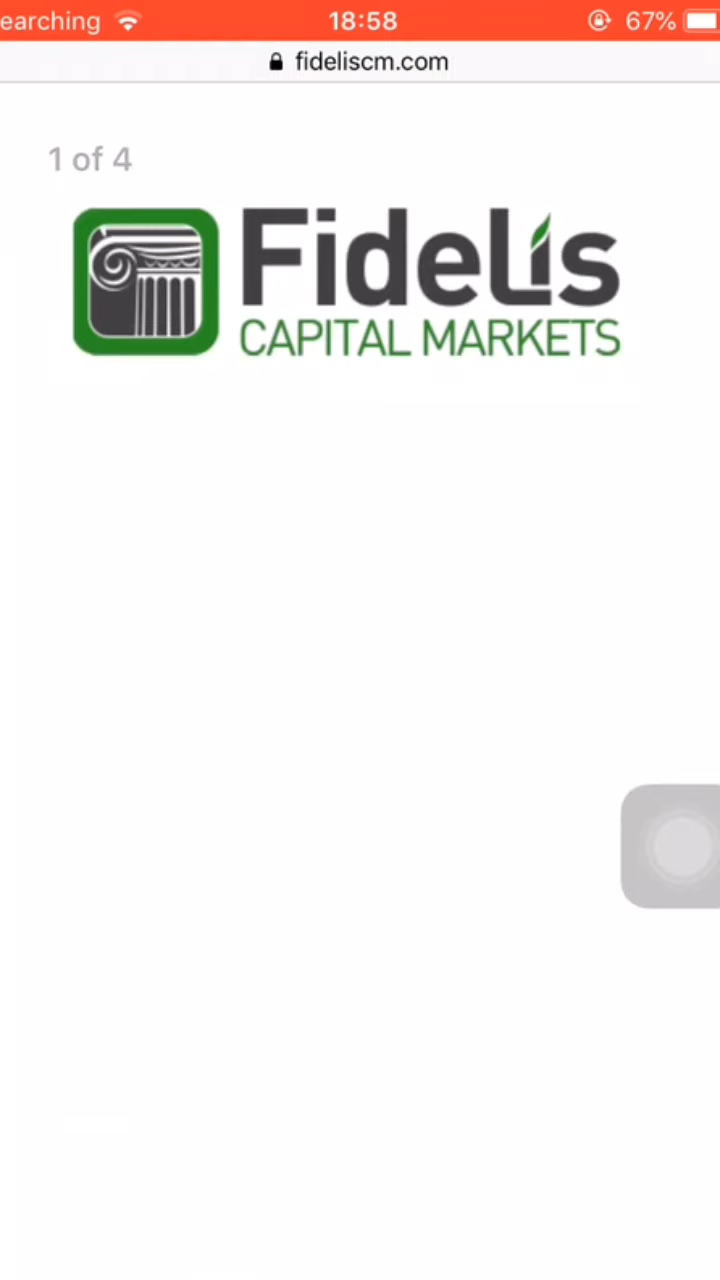 earching 18:58 67%
fideliscm.com
1 of 4
Fidelis
CAPITAL MARKETS